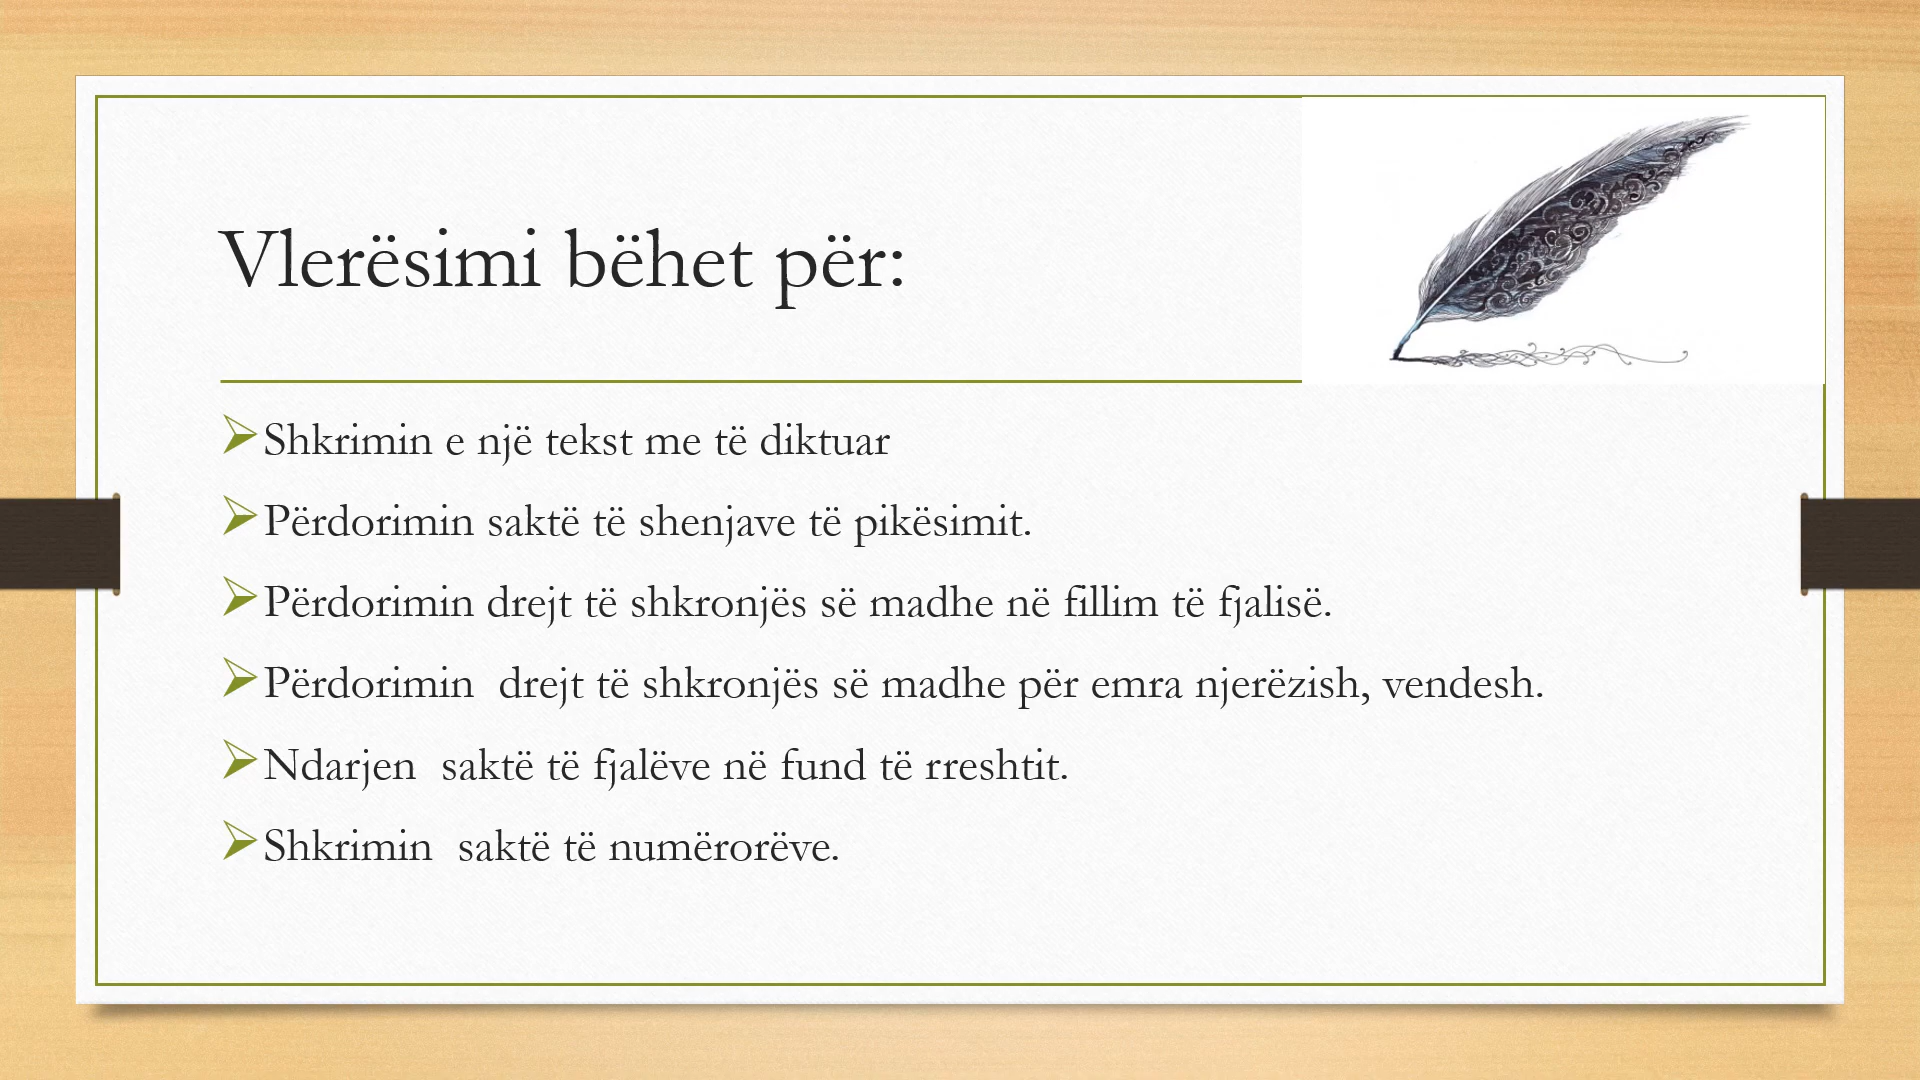 Vlerësimi bëhet për:
Shkrimin e një tekst me të diktuar
Përdorimin saktë të shenjave të pikësimit.
Përdorimin drejt të shkronjës së madhe në fillim të fjalisë.
Përdorimin  drejt të shkronjës së madhe për emra njerëzish, vendesh.
Ndarjen  saktë të fjalëve në fund të rreshtit.
Shkrimin  saktë të numërorëve.